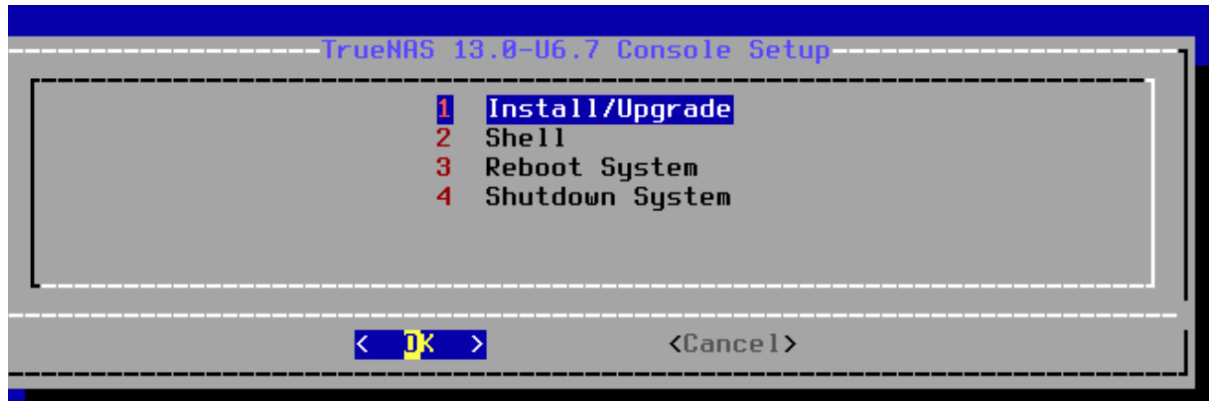 TrueNAS 13.0-U6.7 Console Setup
1 Install/Upgrade
2 Shell
3 Reboot System
4 Shutdown System
< OK > <Cancel>